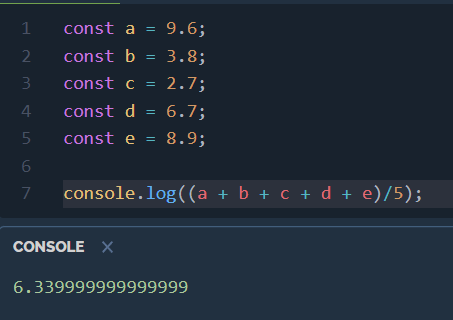 1 const a = 9.6;
2 const b = 3.8;
3 const c = 2.7;
4 const d = 6.7;
5 const e = 8.9;
6
7 console.log((a + b + c + d + e)/5);
CONSOLE ×
6.339999999999999